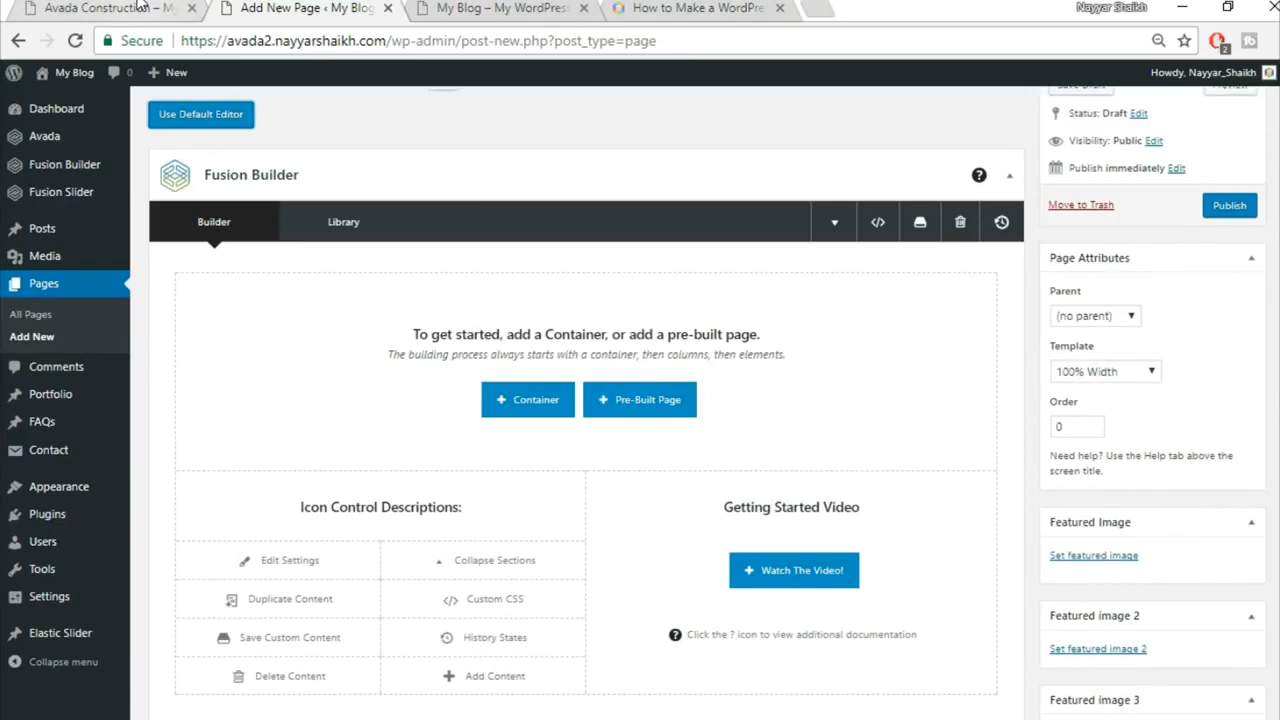 Avada Construction – My
Add New Page ‹ My Blog
My Blog – My WordPress
How to Make a WordPre
Nayyar Shaikh
Secure
https://avada2.nayyarshaikh.com/wp-admin/post-new.php?post_type=page
2
My Blog
0
New
Howdy, Nayyar_Shaikh
Dashboard
Avada
Fusion Builder
Fusion Slider
Posts
Media
Pages
All Pages
Add New
Comments
Portfolio
FAQs
Contact
Appearance
Plugins
Users
Tools
Settings
Elastic Slider
Collapse menu
Use Default Editor
Fusion Builder
Builder
Library
To get started, add a Container, or add a pre-built page.
The building process always starts with a container, then columns, then elements.
Container
Pre-Built Page
Icon Control Descriptions:
Edit Settings
Collapse Sections
Duplicate Content
Custom CSS
Save Custom Content
History States
Delete Content
Add Content
Getting Started Video
Watch The Video!
Click the ? icon to view additional documentation
Status: Draft Edit
Visibility: Public Edit
Publish immediately Edit
Move to Trash
Publish
Page Attributes
Parent
(no parent)
Template
100% Width
Order
0
Need help? Use the Help tab above the
screen title.
Featured Image
Set featured image
Featured image 2
Set featured image 2
Featured image 3